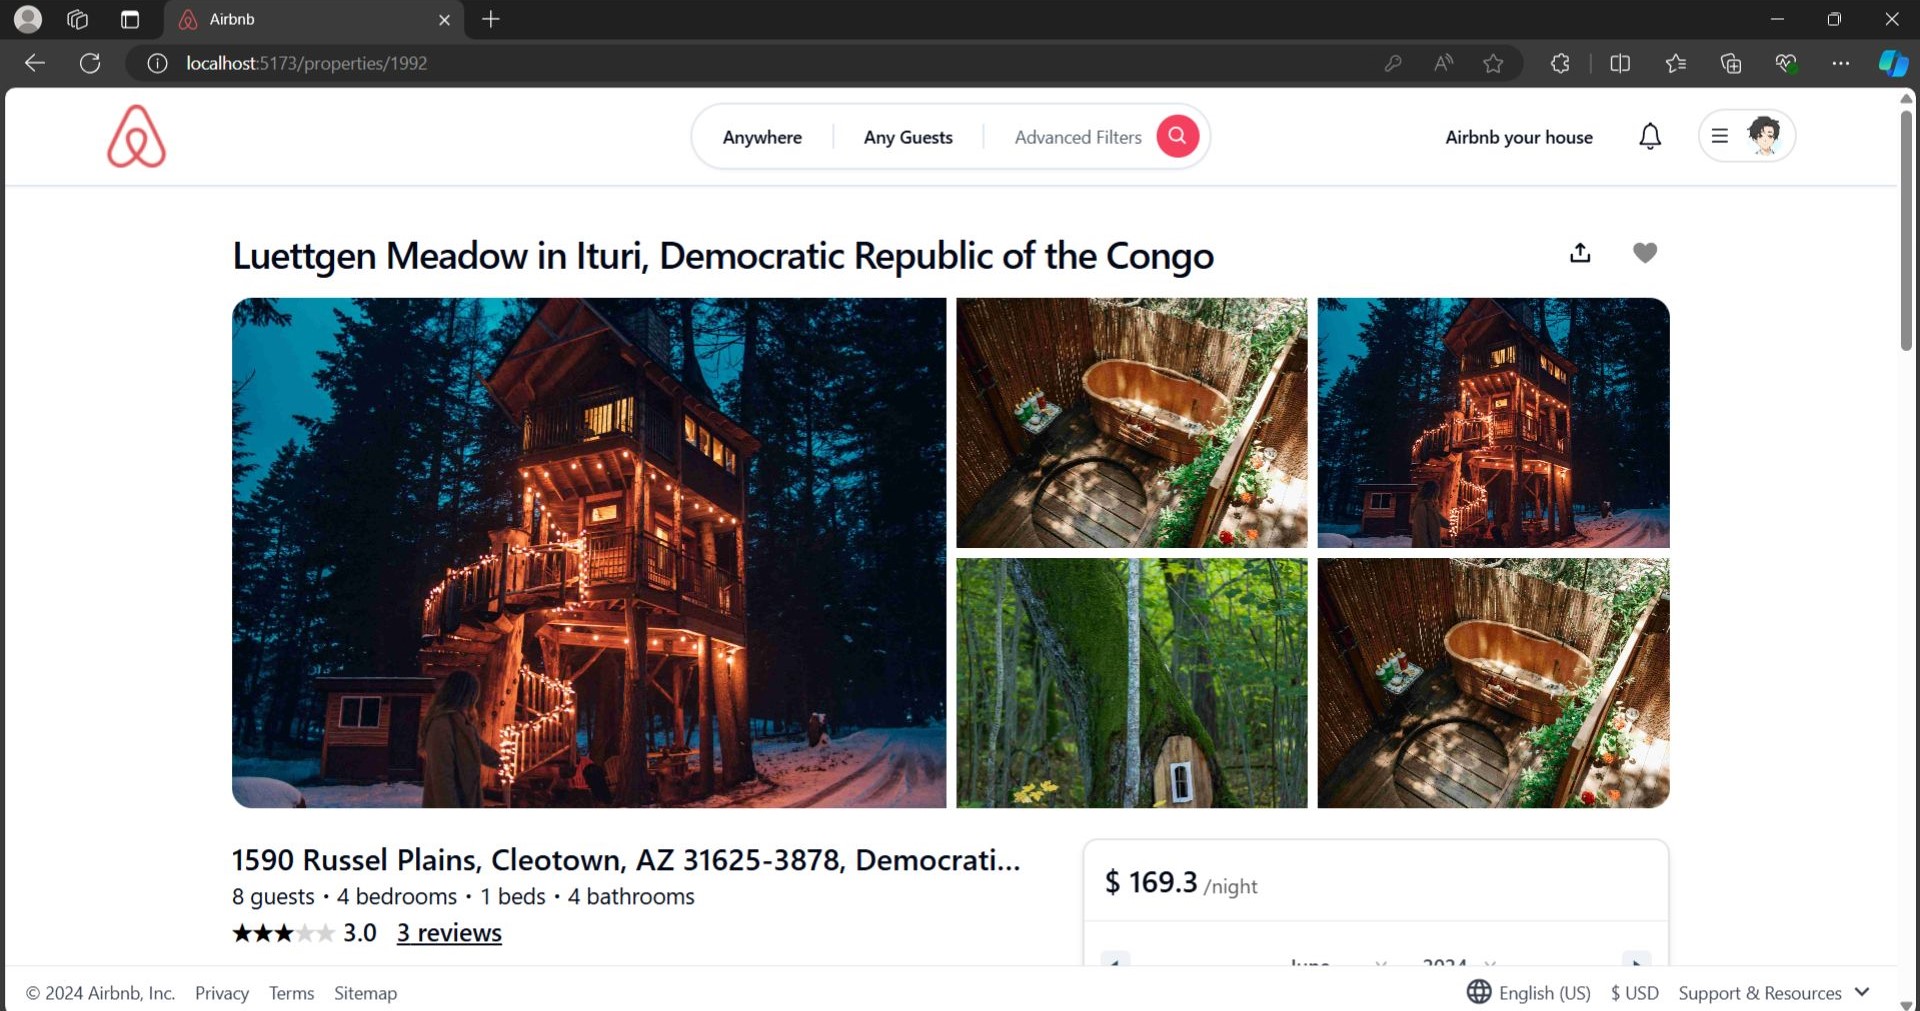 Airbnb
localhost:5173/properties/1992
Anywhere
Any Guests
Advanced Filters
Airbnb your house
Luettgen Meadow in Ituri, Democratic Republic of the Congo
1590 Russel Plains, Cleotown, AZ 31625-3878, Democrati...
8 guests · 4 bedrooms · 1 beds · 4 bathrooms
3.0 3 reviews
$ 169.3 /night
June 2024
© 2024 Airbnb, Inc. Privacy Terms Sitemap
English (US) $ USD Support & Resources